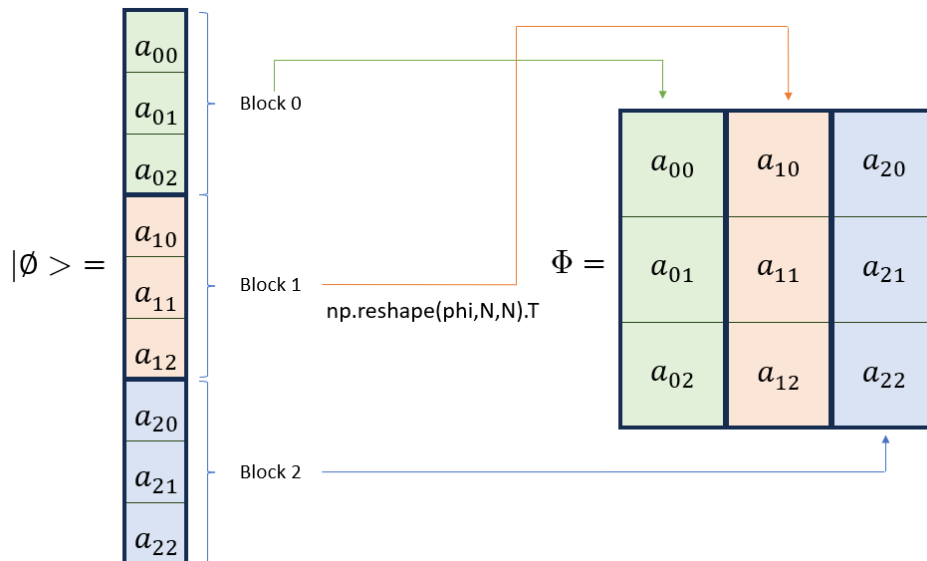 |∅ > =
a₀₀
a₀₁
a₀₂
a₁₀
a₁₁
a₁₂
a₂₀
a₂₁
a₂₂
Block 0
Block 1
np.reshape(phi,N,N).T
Block 2
Φ =
a₀₀ a₁₀ a₂₀
a₀₁ a₁₁ a₂₁
a₀₂ a₁₂ a₂₂